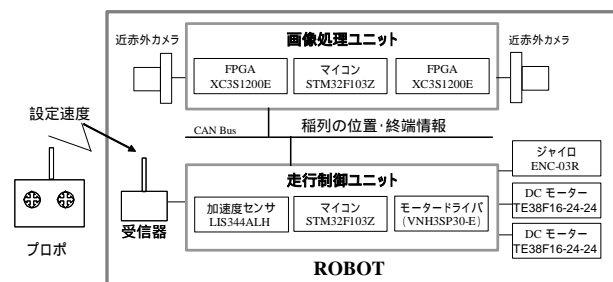 近赤外カメラ
画像処理ユニット
近赤外カメラ
FPGA
XC3S1200E
マイコン
STM32F103Z
FPGA
XC3S1200E
設定速度
CAN Bus
稲列の位置・終端情報
ジャイロ
ENC-03R
走行制御ユニット
加速度センサ
LIS344ALH
マイコン
STM32F103Z
モータードライバ
(VNH3SP30-E)
DC モーター
TE38F16-24-24
DC モーター
TE38F16-24-24
プロポ
受信器
ROBOT